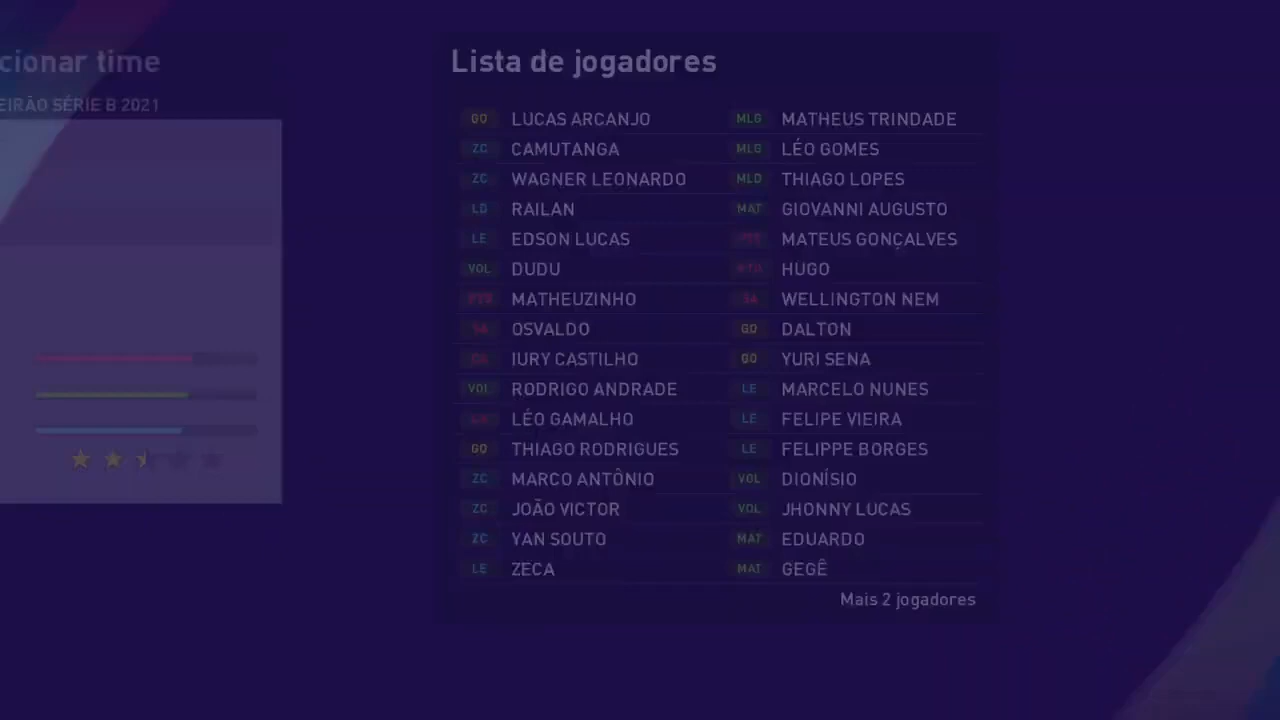 cionar time
EIRÃO SÉRIE B 2021
Lista de jogadores
GO LUCAS ARCANJO
ZC CAMUTANGA
ZC WAGNER LEONARDO
LD RAILAN
LE EDSON LUCAS
VOL DUDU
MATHEUZINHO
SA OSVALDO
CA IURY CASTILHO
VOL RODRIGO ANDRADE
CA LÉO GAMALHO
GO THIAGO RODRIGUES
ZC MARCO ANTÔNIO
ZC JOÃO VICTOR
ZC YAN SOUTO
LE ZECA
MLG MATHEUS TRINDADE
MLG LÉO GOMES
MLD THIAGO LOPES
MAT GIOVANNI AUGUSTO
MATEUS GONÇALVES
HUGO
SA WELLINGTON NEM
GO DALTON
GO YURI SENA
LE MARCELO NUNES
LE FELIPE VIEIRA
LE FELIPPE BORGES
VOL DIONÍSIO
VOL JHONNY LUCAS
MAT EDUARDO
MAT GEGÊ
Mais 2 jogadores